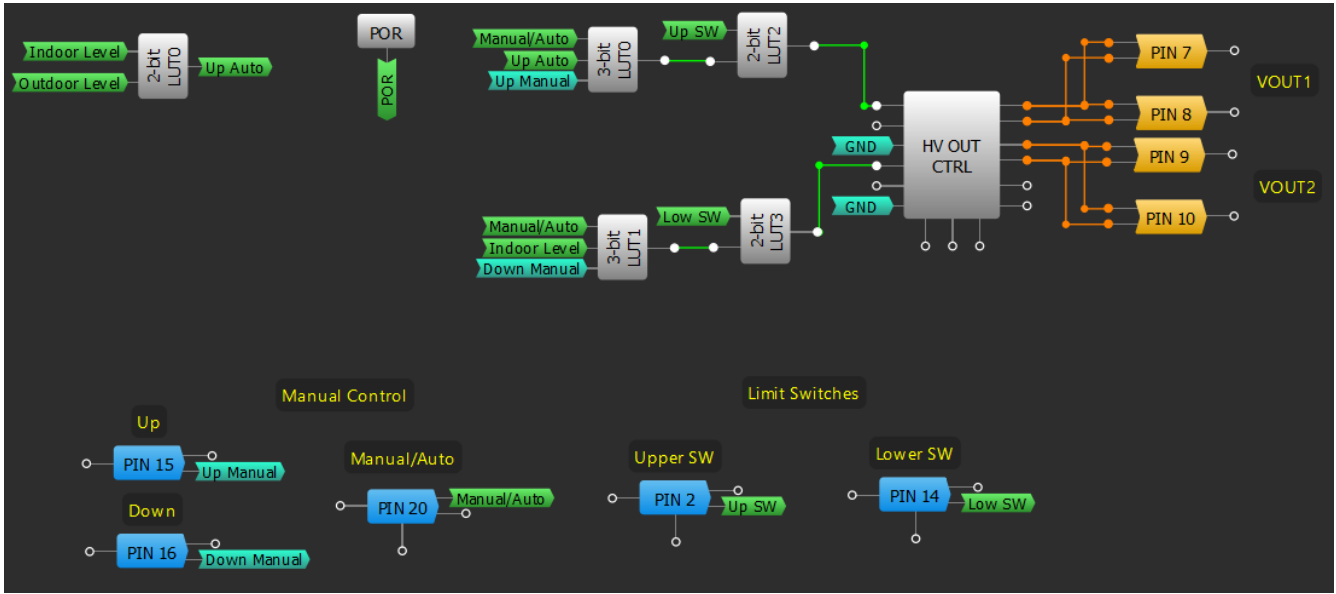 Indoor Level
Outdoor Level
2-bit
LUT0
Up Auto
POR
POR
Manual/Auto
Up Auto
Up Manual
3-bit
LUT0
Up SW
2-bit
LUT2
GND
GND
HV OUT
CTRL
PIN 7
PIN 8
VOUT1
PIN 9
PIN 10
VOUT2
Manual/Auto
Indoor Level
Down Manual
3-bit
LUT1
Low SW
2-bit
LUT3
Manual Control
Limit Switches
Up
PIN 15
Up Manual
Down
PIN 16
Down Manual
Manual/Auto
PIN 20
Manual/Auto
Upper SW
PIN 2
Up SW
Lower SW
PIN 14
Low SW